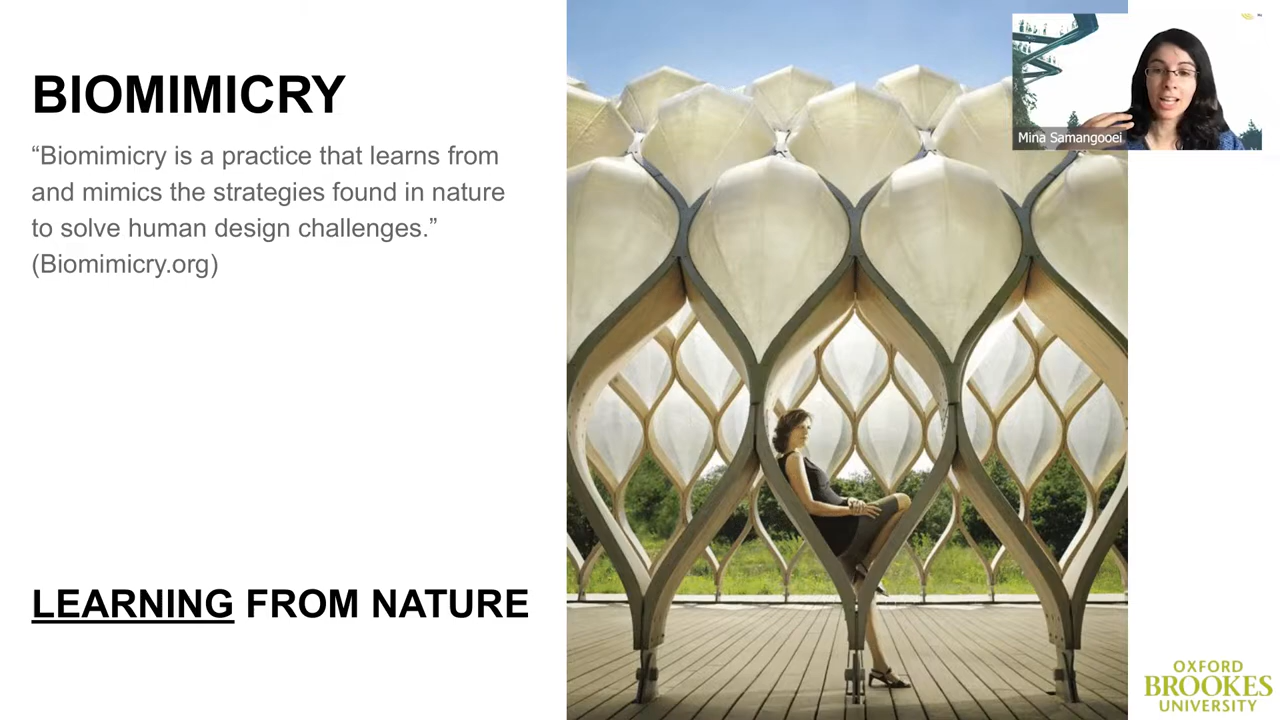 BIOMIMICRY
“Biomimicry is a practice that learns from
and mimics the strategies found in nature
to solve human design challenges.”
(Biomimicry.org)
LEARNING FROM NATURE
Mina Samangooei
OXFORD
BROOKES
UNIVERSITY